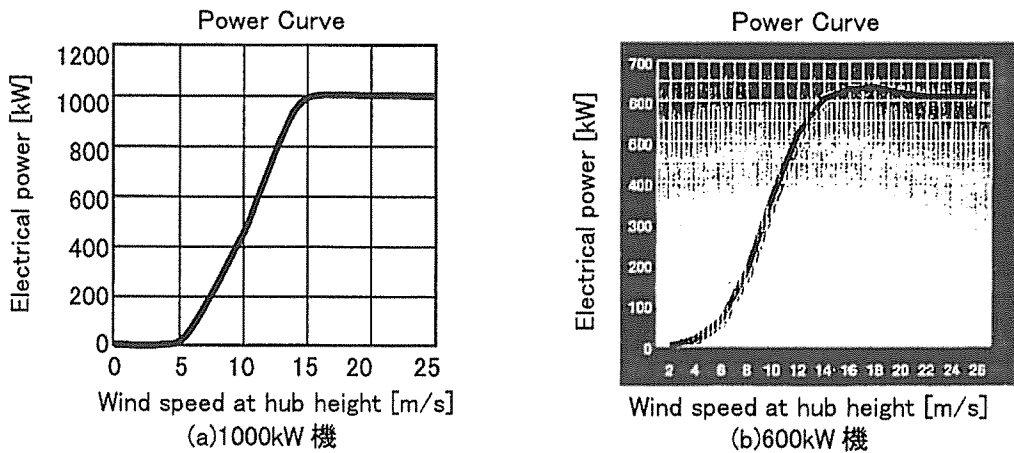 Power Curve
Electrical power [kW]
1200
1000
800
600
400
200
0
0 5 10 15 20 25
Wind speed at hub height [m/s]
(a)1000kW 機
Power Curve
Electrical power [kW]
700
600
600
400
300
200
100
0
2 4 6 8 10 12 14 16 18 20 22 24 26
Wind speed at hub height [m/s]
(b)600kW 機